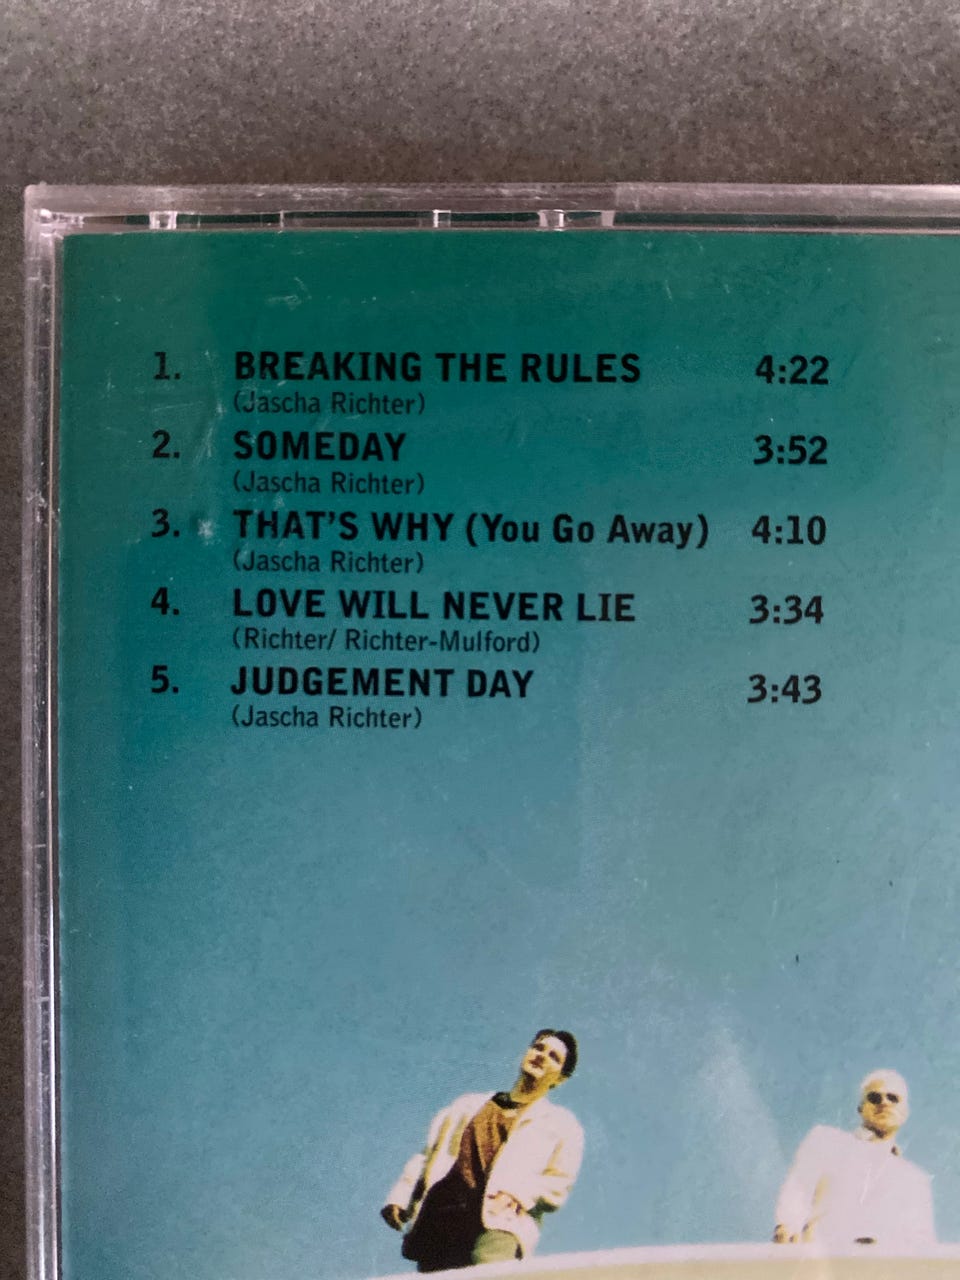 1. BREAKING THE RULES 4:22
(Jascha Richter)
2. SOMEDAY 3:52
(Jascha Richter)
3. THAT'S WHY (You Go Away) 4:10
(Jascha Richter)
4. LOVE WILL NEVER LIE 3:34
(Richter/ Richter-Mulford)
5. JUDGEMENT DAY 3:43
(Jascha Richter)